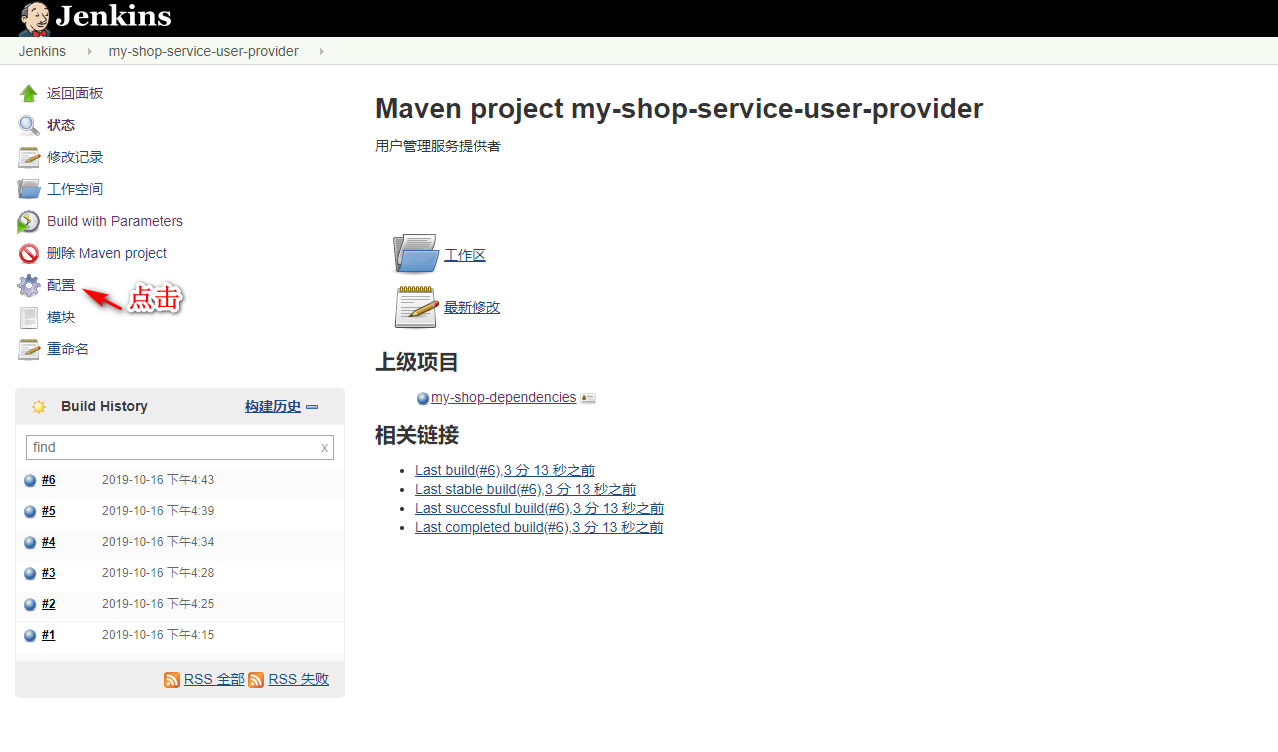 Jenkins
Jenkins my-shop-service-user-provider
返回面板
状态
修改记录
工作空间
Build with Parameters
删除 Maven project
配置
点击
模块
重命名
Build History 构建历史
find x
#6 2019-10-16 下午4:43
#5 2019-10-16 下午4:39
#4 2019-10-16 下午4:34
#3 2019-10-16 下午4:28
#2 2019-10-16 下午4:25
#1 2019-10-16 下午4:15
RSS 全部 RSS 失败
Maven project my-shop-service-user-provider
用户管理服务提供者
工作区
最新修改
上级项目
my-shop-dependencies
相关链接
Last build(#6),3 分 13 秒之前
Last stable build(#6),3 分 13 秒之前
Last successful build(#6),3 分 13 秒之前
Last completed build(#6),3 分 13 秒之前